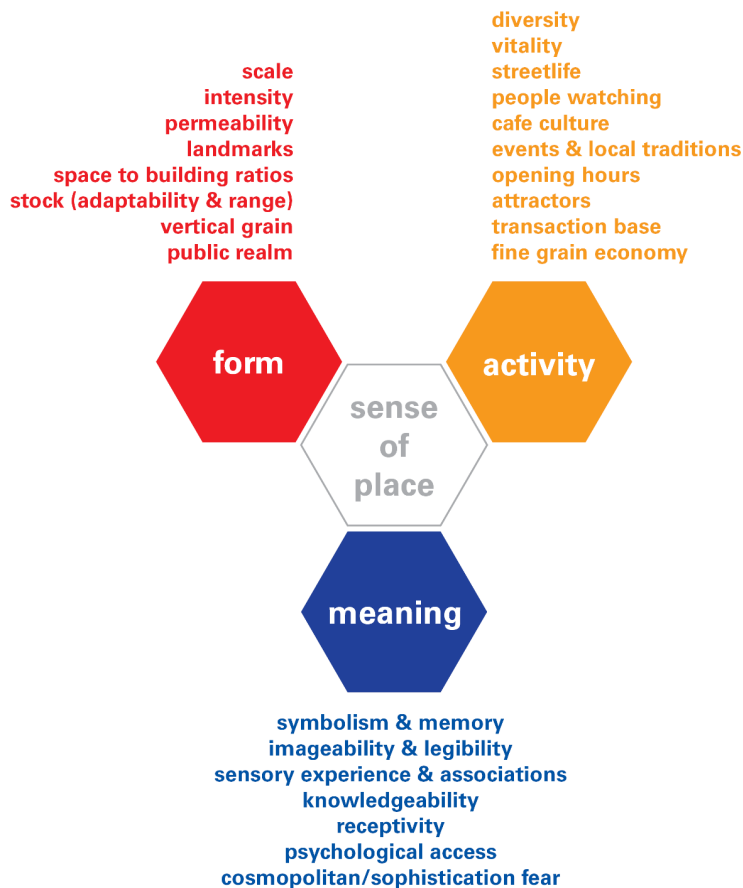 scale
intensity
permeability
landmarks
space to building ratios
stock (adaptability & range)
vertical grain
public realm
diversity
vitality
streetlife
people watching
cafe culture
events & local traditions
opening hours
attractors
transaction base
fine grain economy
form
activity
sense
of
place
meaning
symbolism & memory
imageability & legibility
sensory experience & associations
knowledgeability
receptivity
psychological access
cosmopolitan/sophistication fear